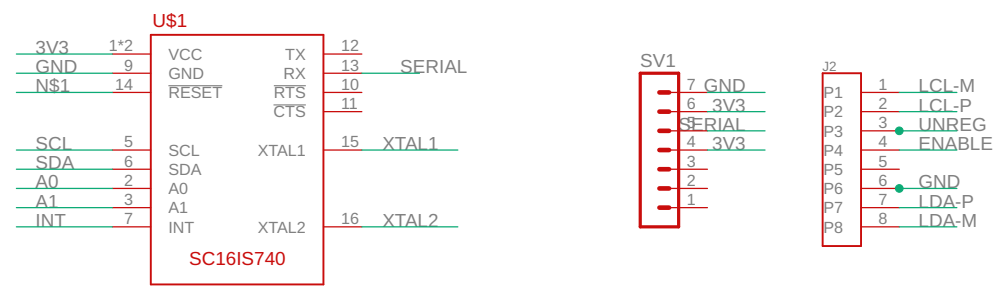 U$1
3V3 1*2 VCC TX 12
GND 9 GND RX 13 SERIAL
N$1 14 RESET RTS 10
CTS 11
SCL 5 SCL XTAL1 15 XTAL1
SDA 6 SDA
A0 2 A0
A1 3 A1
INT 7 INT XTAL2 16 XTAL2
SC16IS740
SV1
7 GND
6 3V3
5 SERIAL
4 3V3
3
2
1
J2
P1 1 LCL-M
P2 2 LCL-P
P3 3 UNREG
P4 4 ENABLE
P5 5
P6 6 GND
P7 7 LDA-P
P8 8 LDA-M